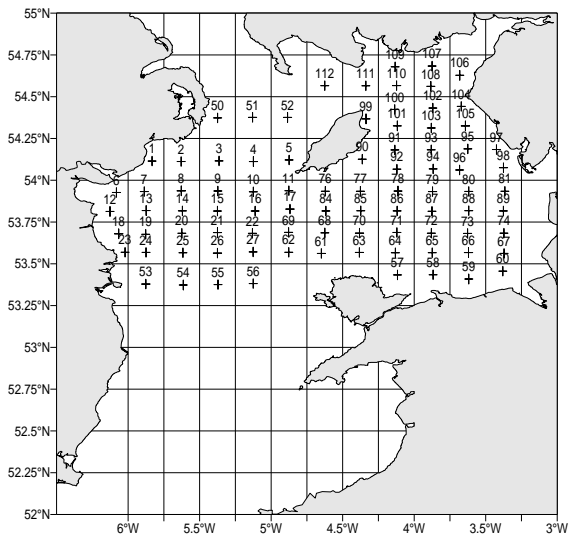 55°N
109 107
54.75°N
106
112 111 110 108
54.5°N
50 51 52 99 100 102 104
101 103 105
54.25°N
1 2 3 4 5 90 91 93 95 97
92 94 96 98
54°N
6 7 8 9 10 11 76 77 78 79 80 81
12 13 14 15 16 17 84 85 86 87 88 89
53.75°N
18 19 20 21 22 69 68 70 71 72 73 74
23 24 25 26 27 62 61 63 64 65 66 67
53.5°N
53 54 55 56 57 58 59 60
53.25°N
53°N
52.75°N
52.5°N
52.25°N
52°N
6°W 5.5°W 5°W 4.5°W 4°W 3.5°W 3°W